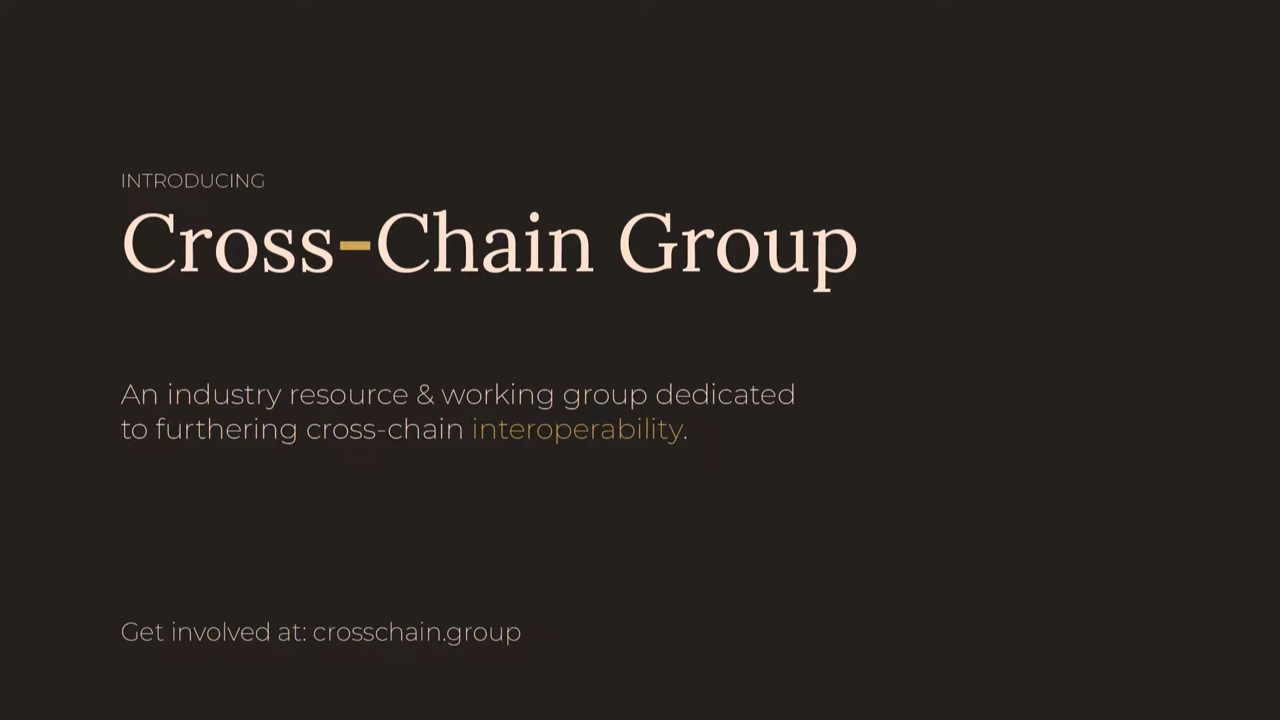 INTRODUCING
Cross-Chain Group
An industry resource & working group dedicated
to furthering cross-chain interoperability.
Get involved at: crosschain.group